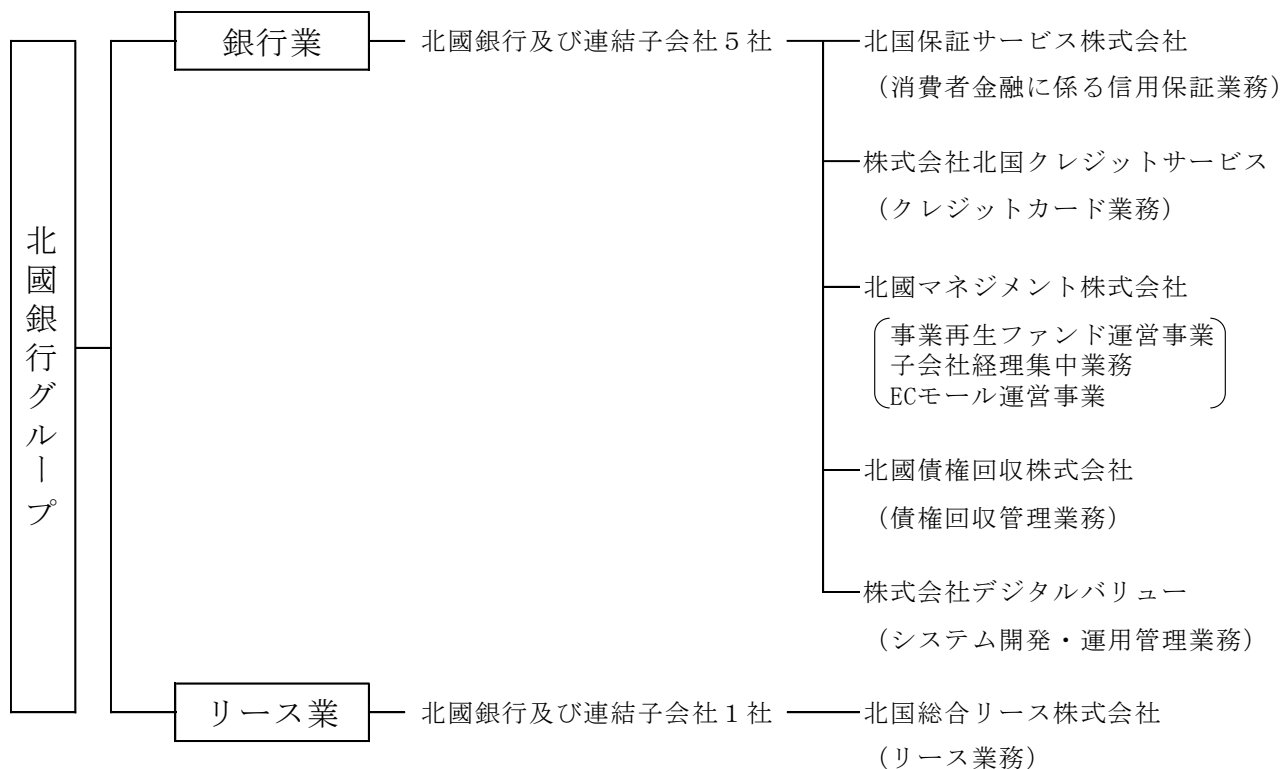 北國銀行グループ
銀行業
北國銀行及び連結子会社5社
北国保証サービス株式会社
（消費者金融に係る信用保証業務）
株式会社北国クレジットサービス
（クレジットカード業務）
北國マネジメント株式会社
事業再生ファンド運営事業
子会社経理集中業務
ECモール運営事業
北國債権回収株式会社
（債権回収管理業務）
株式会社デジタルバリュー
（システム開発・運用管理業務）
リース業
北國銀行及び連結子会社1社
北国総合リース株式会社
（リース業務）